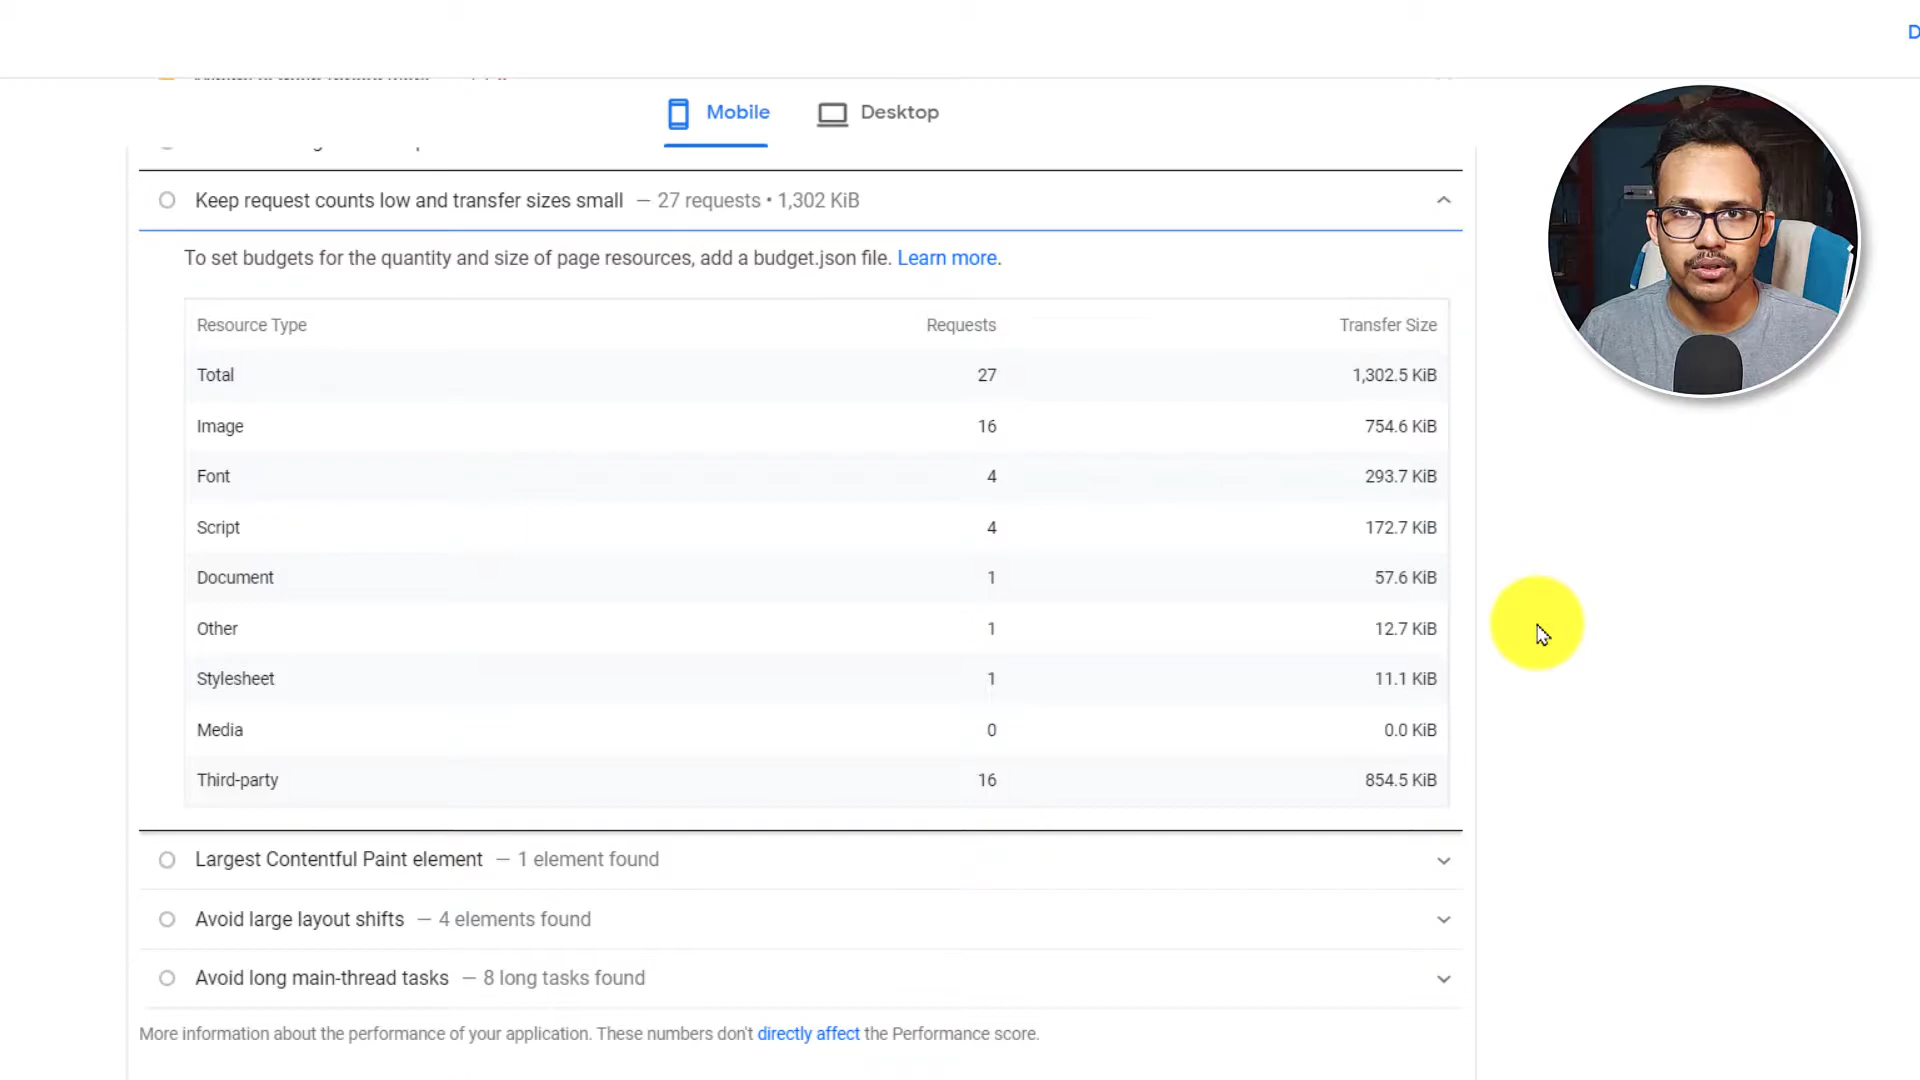 D
Mobile
Desktop
Keep request counts low and transfer sizes small — 27 requests • 1,302 KiB
To set budgets for the quantity and size of page resources, add a budget.json file. Learn more.
Resource Type Requests Transfer Size
Total 27 1,302.5 KiB
Image 16 754.6 KiB
Font 4 293.7 KiB
Script 4 172.7 KiB
Document 1 57.6 KiB
Other 1 12.7 KiB
Stylesheet 1 11.1 KiB
Media 0 0.0 KiB
Third-party 16 854.5 KiB
Largest Contentful Paint element — 1 element found
Avoid large layout shifts — 4 elements found
Avoid long main-thread tasks — 8 long tasks found
More information about the performance of your application. These numbers don't directly affect the Performance score.